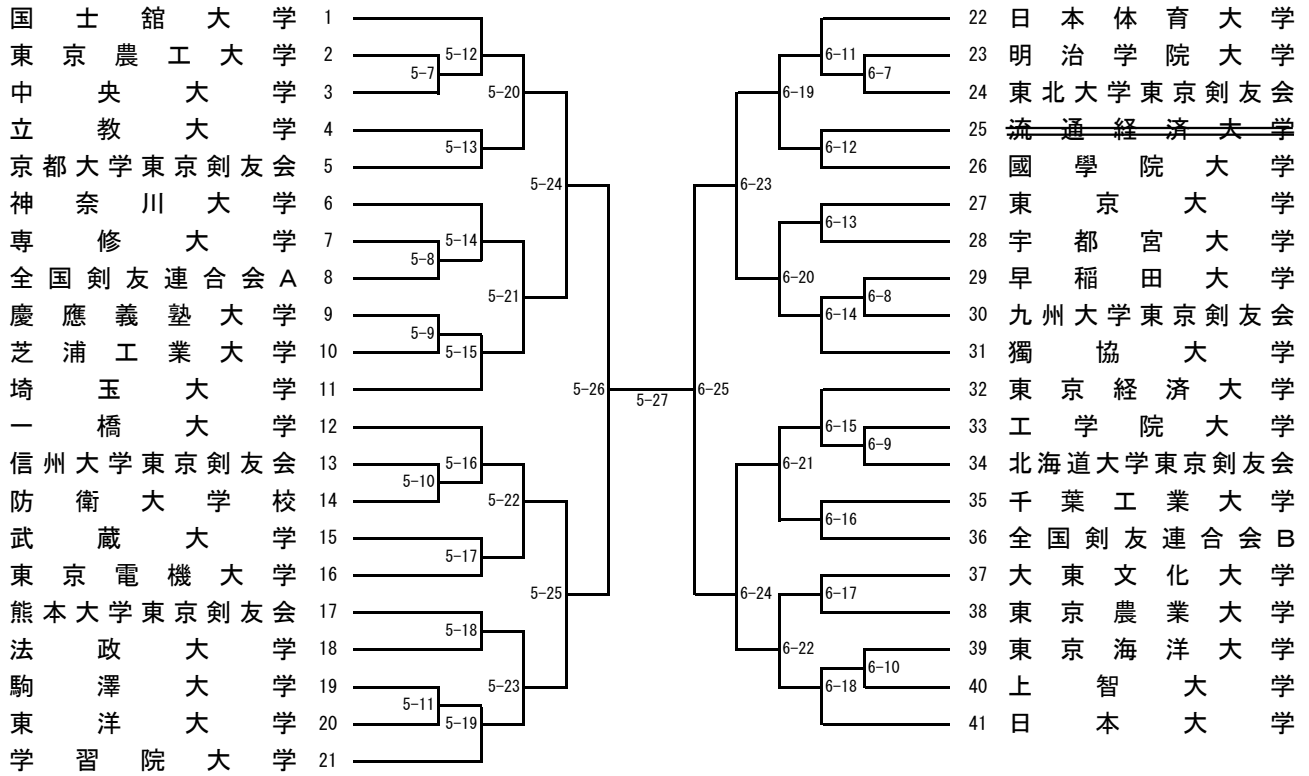 国士舘大学 1
東京農工大学 2
中央大学 3
立教大学 4
京都大学東京剣友会 5
神奈川大学 6
専修大学 7
全国剣友連合会A 8
慶應義塾大学 9
芝浦工業大学 10
埼玉大学 11
一橋大学 12
信州大学東京剣友会 13
防衛大学校 14
武蔵大学 15
東京電機大学 16
熊本大学東京剣友会 17
法政大学 18
駒澤大学 19
東洋大学 20
学習院大学 21
5-7
5-8
5-9
5-10
5-11
5-12
5-13
5-14
5-15
5-16
5-17
5-18
5-19
5-20
5-21
5-22
5-23
5-24
5-25
5-26
5-27
6-25
6-23
6-24
6-19
6-20
6-21
6-22
6-11
6-12
6-13
6-14
6-15
6-16
6-17
6-18
6-7
6-8
6-9
6-10
22 日本体育大学
23 明治学院大学
24 東北大学東京剣友会
25 流通経済大学
26 國學院大学
27 東京大学
28 宇都宮大学
29 早稲田大学
30 九州大学東京剣友会
31 獨協大学
32 東京経済大学
33 工学院大学
34 北海道大学東京剣友会
35 千葉工業大学
36 全国剣友連合会B
37 大東文化大学
38 東京農業大学
39 東京海洋大学
40 上智大学
41 日本大学